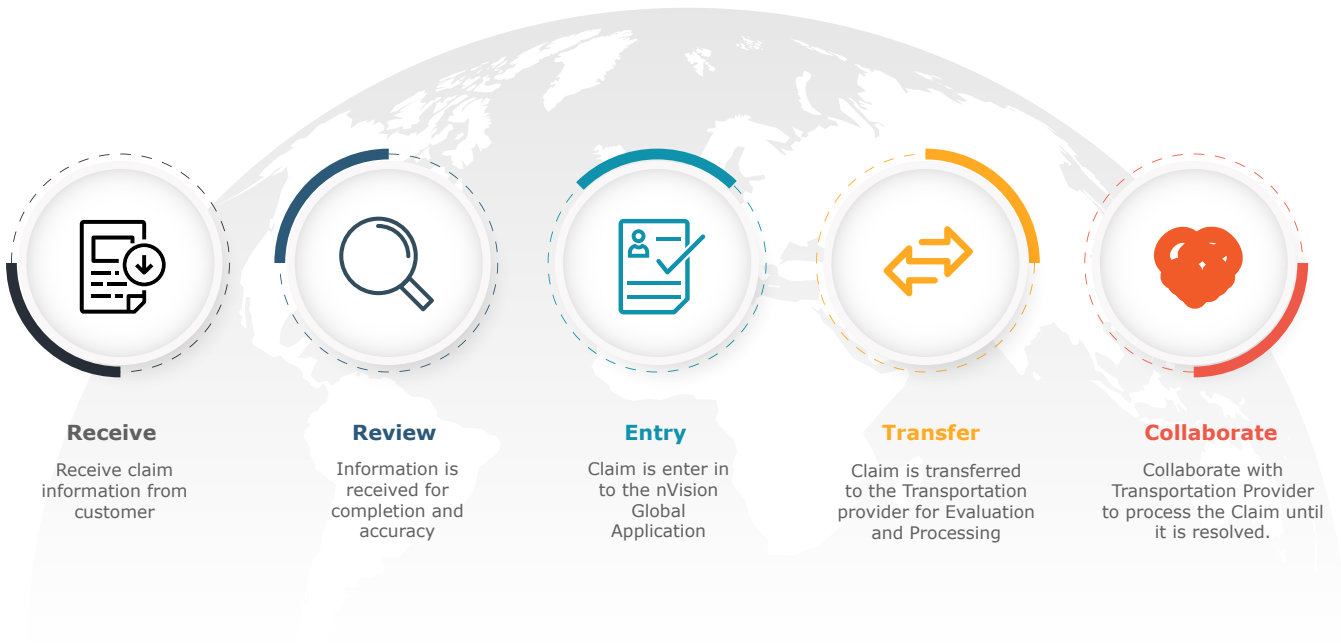 Receive
Receive claim
information from
customer
Review
Information is
received for
completion and
accuracy
Entry
Claim is enter in
to the nVision
Global
Application
Transfer
Claim is transferred
to the Transportation
provider for Evaluation
and Processing
Collaborate
Collaborate with
Transportation Provider
to process the Claim until
it is resolved.